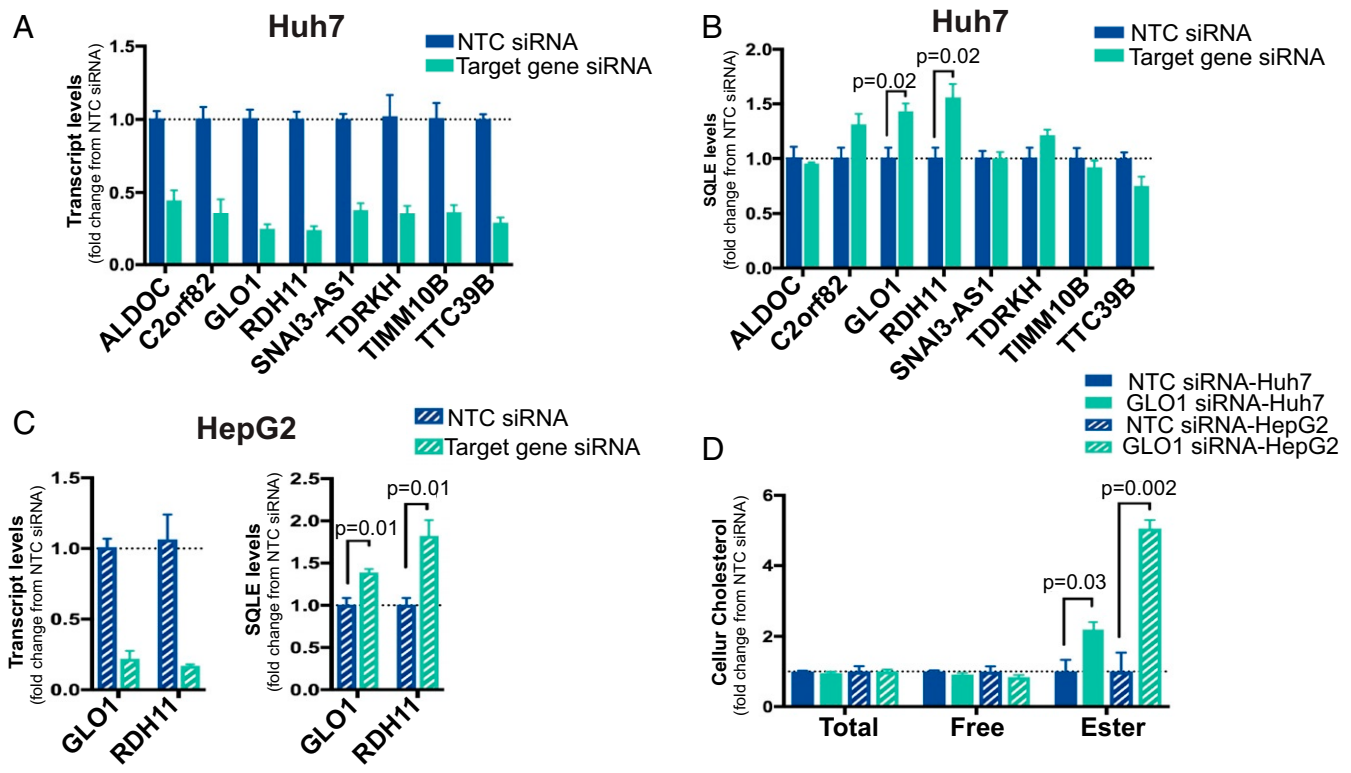 A
Huh7
NTC siRNA
Target gene siRNA
Transcript levels
(fold change from NTC siRNA)
1.5
1.0
0.5
0.0
ALDOC
C2orf82
GLO1
RDH11
SNAI3-AS1
TDRKH
TIMM10B
TTC39B
B
Huh7
NTC siRNA
Target gene siRNA
SQLE levels
(fold change from NTC siRNA)
2.0
1.5
1.0
0.5
0.0
p=0.02
p=0.02
ALDOC
C2orf82
GLO1
RDH11
SNAI3-AS1
TDRKH
TIMM10B
TTC39B
C
HepG2
NTC siRNA
Target gene siRNA
Transcript levels
(fold change from NTC siRNA)
1.5
1.0
0.5
0.0
GLO1
RDH11
SQLE levels
(fold change from NTC siRNA)
2.5
2.0
1.5
1.0
0.5
0.0
p=0.01
p=0.01
GLO1
RDH11
D
NTC siRNA-Huh7
GLO1 siRNA-Huh7
NTC siRNA-HepG2
GLO1 siRNA-HepG2
Cellur Cholesterol
(fold change from NTC siRNA)
6
4
2
0
p=0.03
p=0.002
Total
Free
Ester